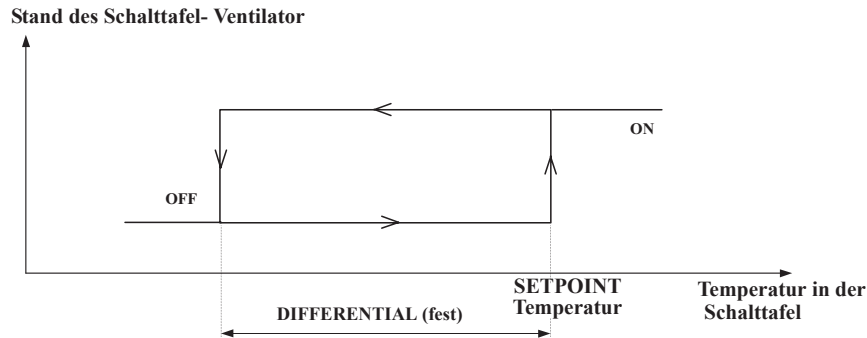 Stand des Schalttafel- Ventilator
ON
OFF
SETPOINT
Temperatur
Temperatur in der
Schalttafel
DIFFERENTIAL (fest)